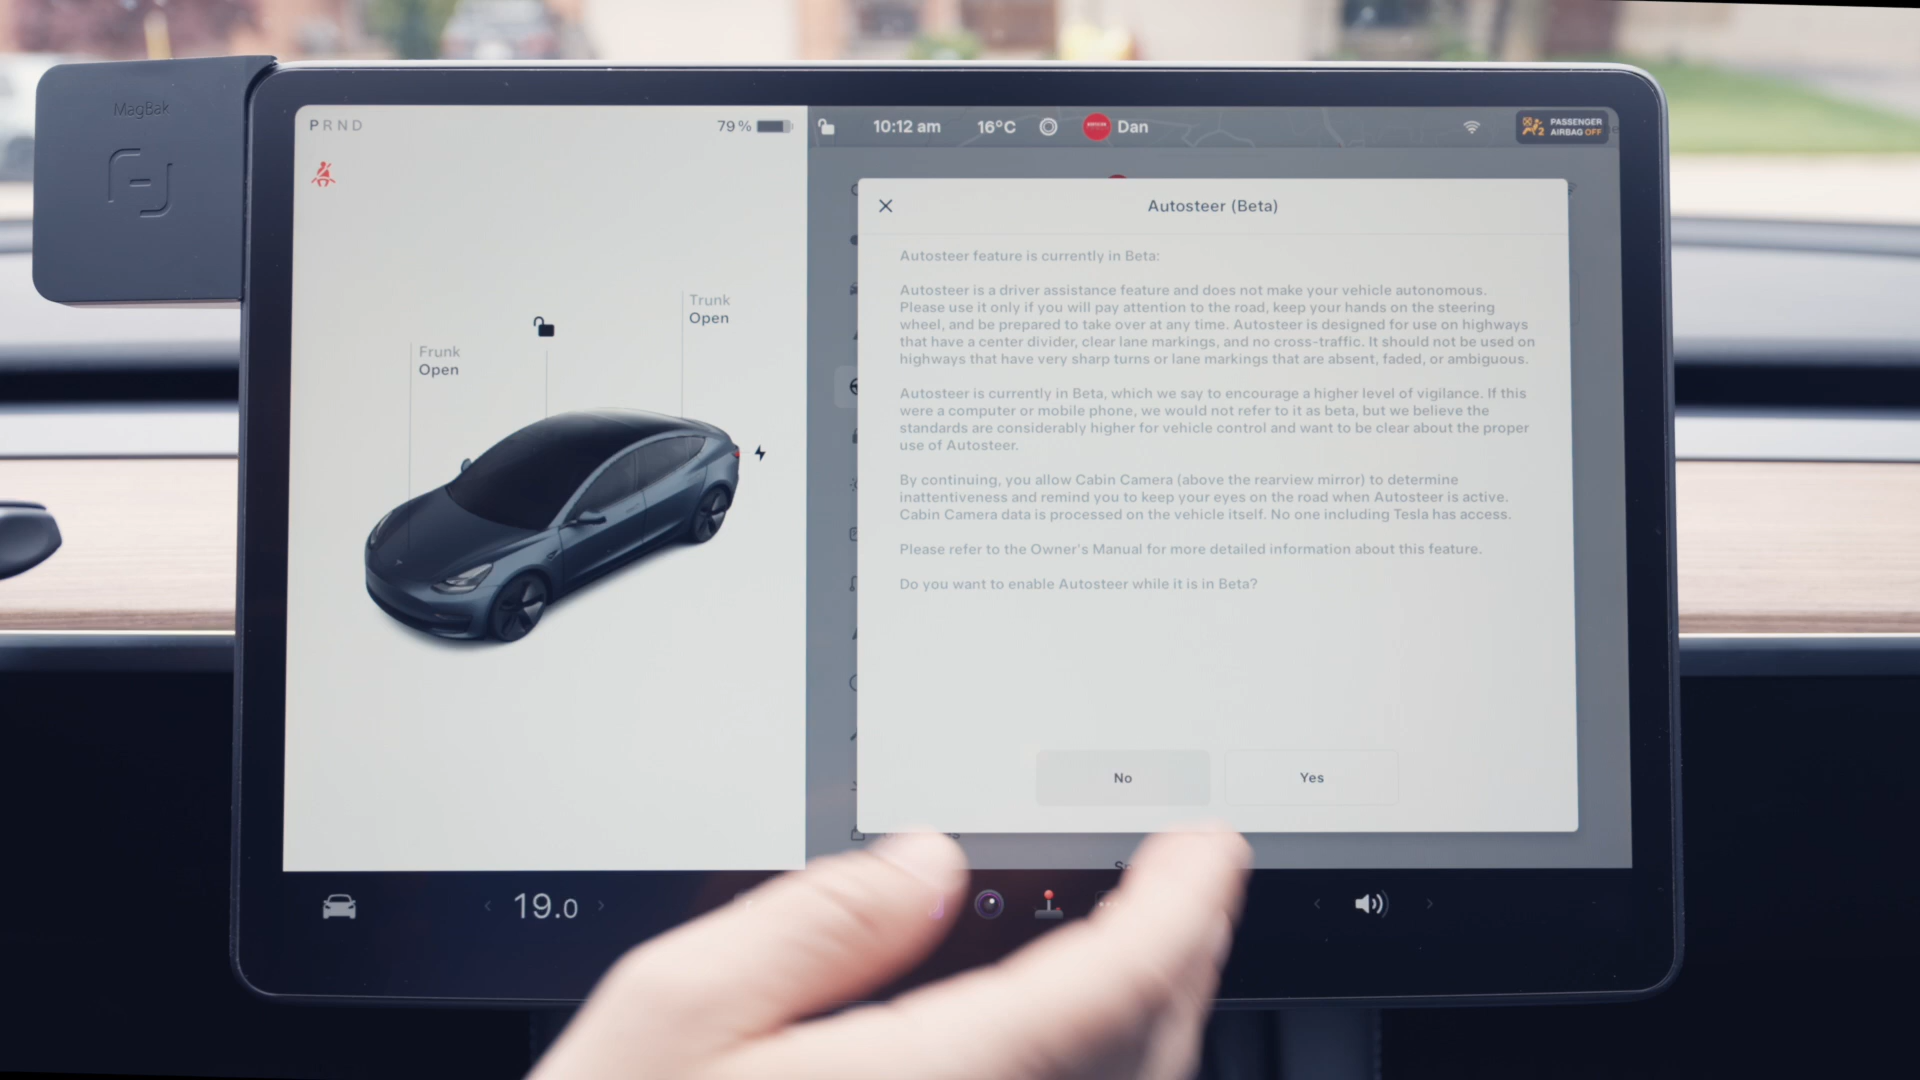 MagBak
PRND
79%
10:12 am
16°C
Dan
PASSENGER
AIRBAG OFF
Trunk
Open
Frunk
Open
Autosteer (Beta)
Autosteer feature is currently in Beta:
Autosteer is a driver assistance feature and does not make your vehicle autonomous.
Please use it only if you will pay attention to the road, keep your hands on the steering
wheel, and be prepared to take over at any time. Autosteer is designed for use on highways
that have a center divider, clear lane markings, and no cross-traffic. It should not be used on
highways that have very sharp turns or lane markings that are absent, faded, or ambiguous.
Autosteer is currently in Beta, which we say to encourage a higher level of vigilance. If this
were a computer or mobile phone, we would not refer to it as beta, but we believe the
standards are considerably higher for vehicle control and want to be clear about the proper
use of Autosteer.
By continuing, you allow Cabin Camera (above the rearview mirror) to determine
inattentiveness and remind you to keep your eyes on the road when Autosteer is active.
Cabin Camera data is processed on the vehicle itself. No one including Tesla has access.
Please refer to the Owner's Manual for more detailed information about this feature.
Do you want to enable Autosteer while it is in Beta?
No
Yes
19.0